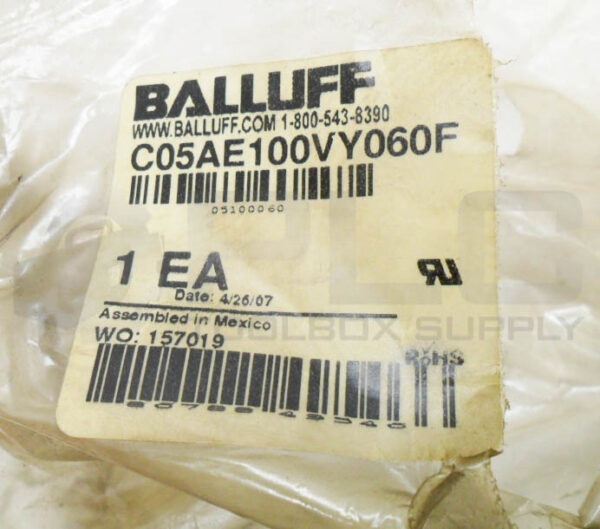 BALLUFF
WWW.BALLUFF.COM 1-800-543-8390
C05AE100VY060F
05100060
1 EA
Date: 4/26/07
Assembled in Mexico
WO: 157019
RoHS
PLC
TOOLBOX SUPPLY